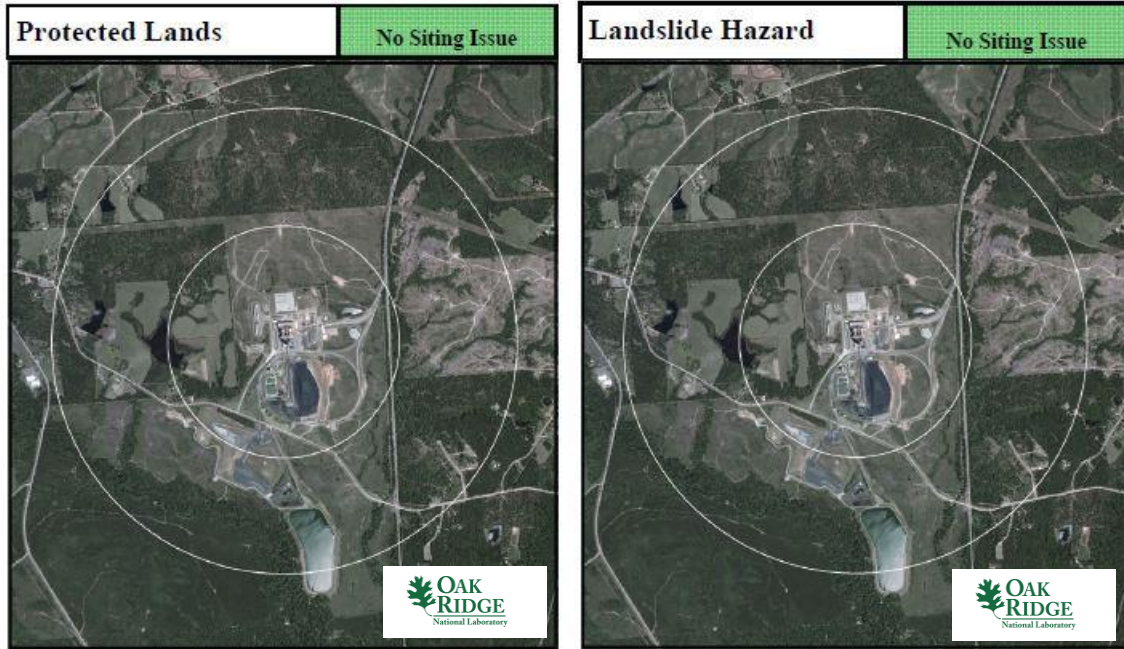 Protected Lands
No Siting Issue
Landslide Hazard
No Siting Issue
OAK
RIDGE
National Laboratory
OAK
RIDGE
National Laboratory